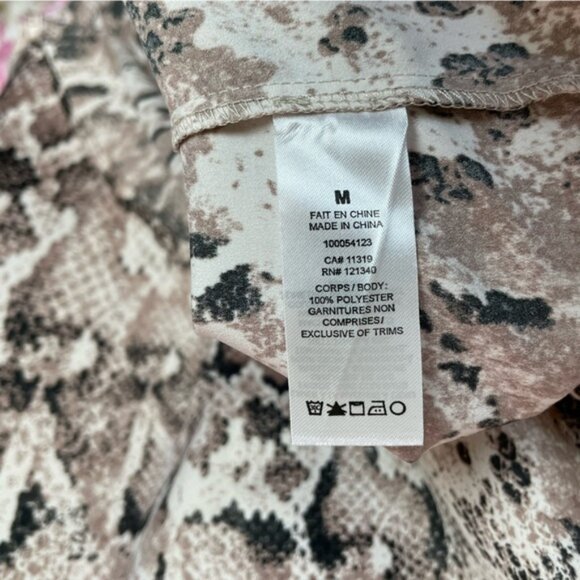 M
FAIT EN CHINE
MADE IN CHINA
100054123
CA# 11319
RN# 121340
CORPS / BODY:
100% POLYESTER
GARNITURES NON
COMPRISES /
EXCLUSIVE OF TRIMS